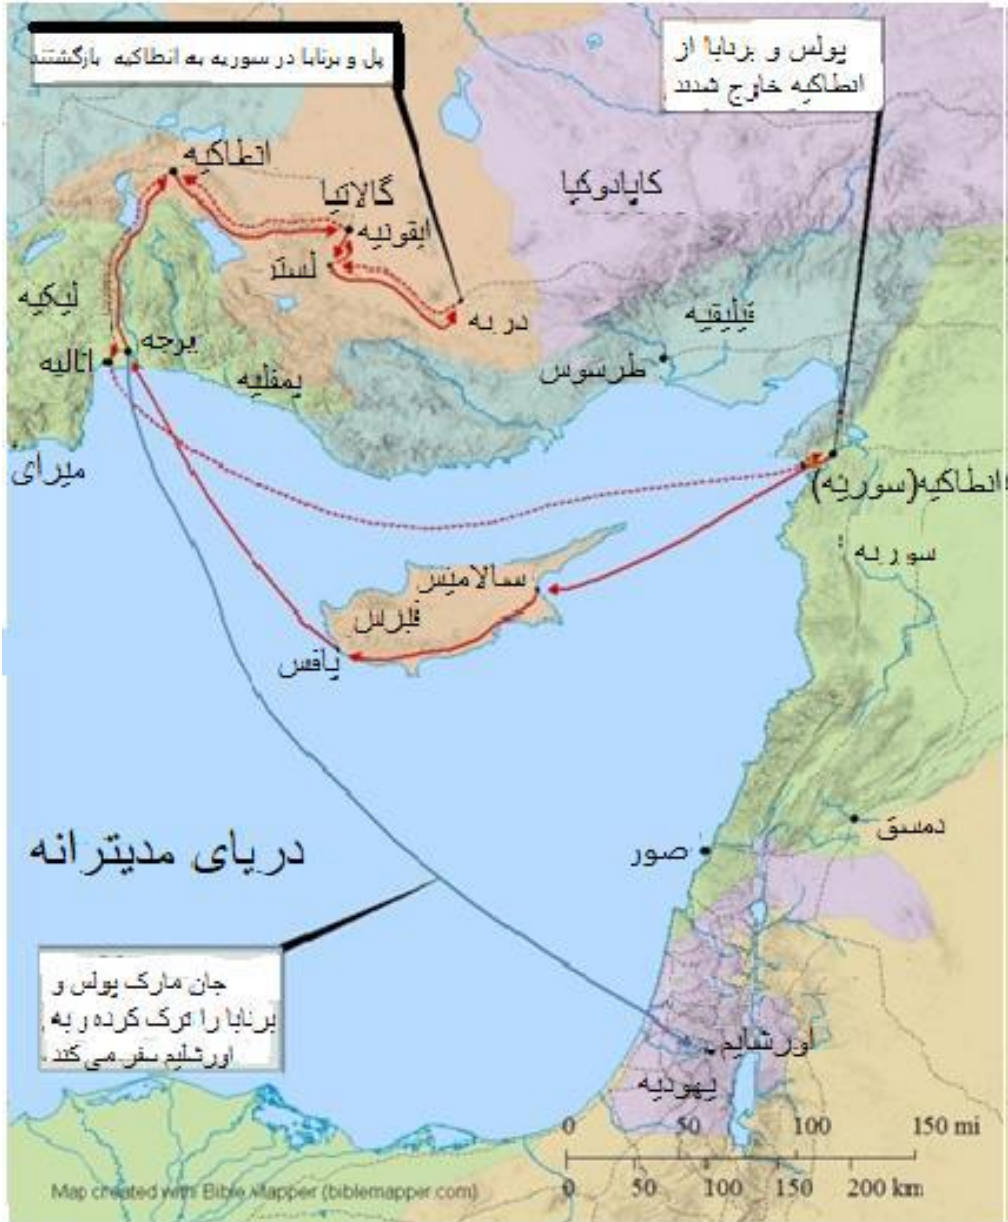 پل و برنابا در سوریه به انطاکیه بازگشتند
پولس و برنابا از
انطاکیه خارج شدند
انطاکیه
گالاتیا
ایقونیه
لستر
دربه
کاپادوکیا
لیکیه
پرجه
اتالیه
پمفلیه
قیلیقیه
طرسوس
میرای
انطاکیه(سوریه)
سوریه
سالامیس
قبرس
پافس
دریای مدیترانه
صور
دمسق
جان مارک پولس و
برنابا را ترک کرده و به
اورشلیم سفر می کند.
اورشلیم
یهودیه
0 50 100 150 mi
0 50 100 150 200 km
Map created with Bible Mapper (biblemapper.com)